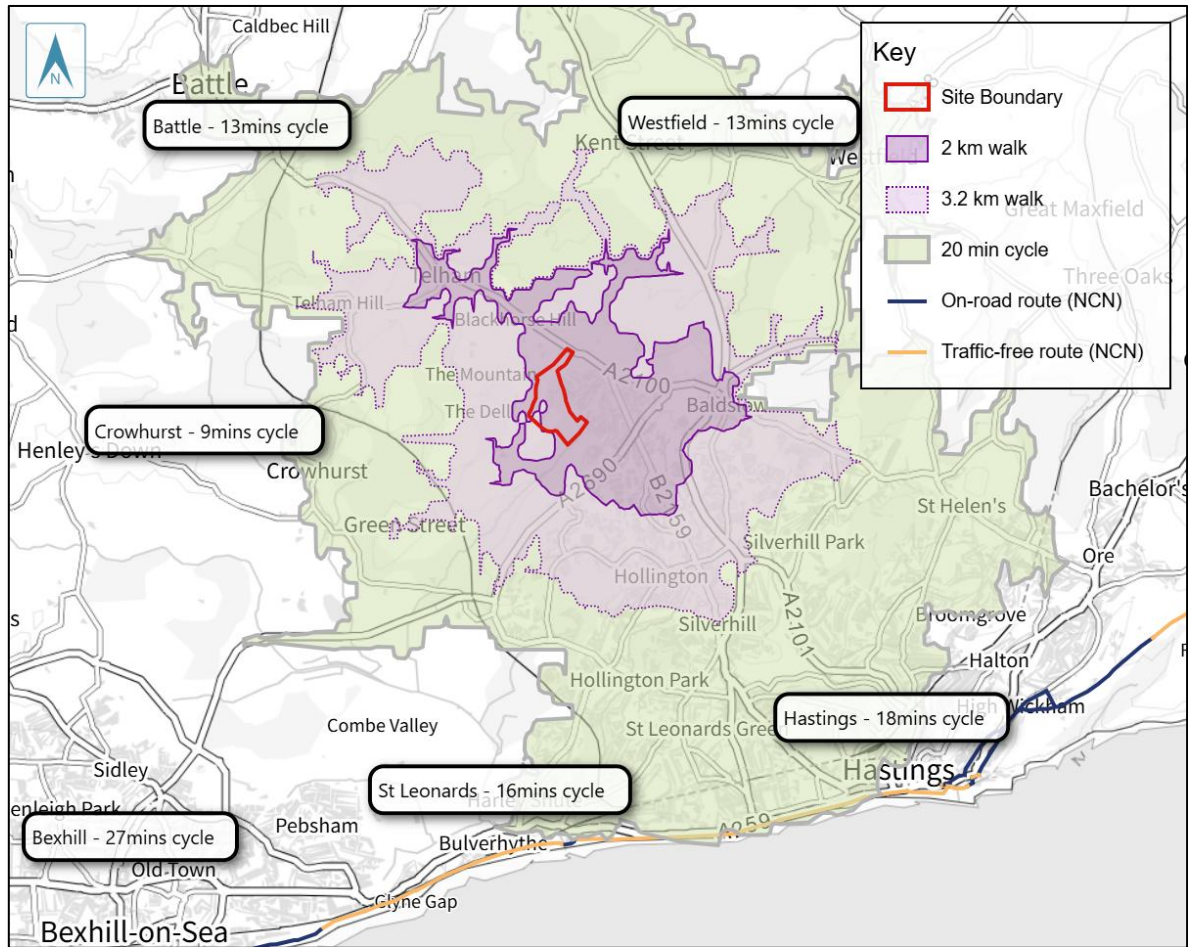 Caldbec Hill
N
Battle
Battle - 13mins cycle
Westfield - 13mins cycle
Kent Street
Westfield
Key
Site Boundary
2 km walk
3.2 km walk
20 min cycle
On-road route (NCN)
Traffic-free route (NCN)
Great Maxfield
Three Oaks
Telham
Telham Hill
Blackhorse Hill
The Mountain
A2100
The Dell
Baldslow
Crowhurst - 9mins cycle
Henley's Down
Crowhurst
A2690
B2159
Bachelor's
St Helen's
Green Street
Silverhill Park
Ore
Hollington
A2101
Silverhill
Broomgrove
Halton
Hollington Park
High Wickham
Combe Valley
St Leonards Gree
Hastings - 18mins cycle
Sidley
Hastings
St Leonards - 16mins cycle
Harley Shute
enleigh Park
Bexhill - 27mins cycle
Pebsham
A259
Bulverhythe
Old Town
Glyne Gap
Bexhill-on-Sea